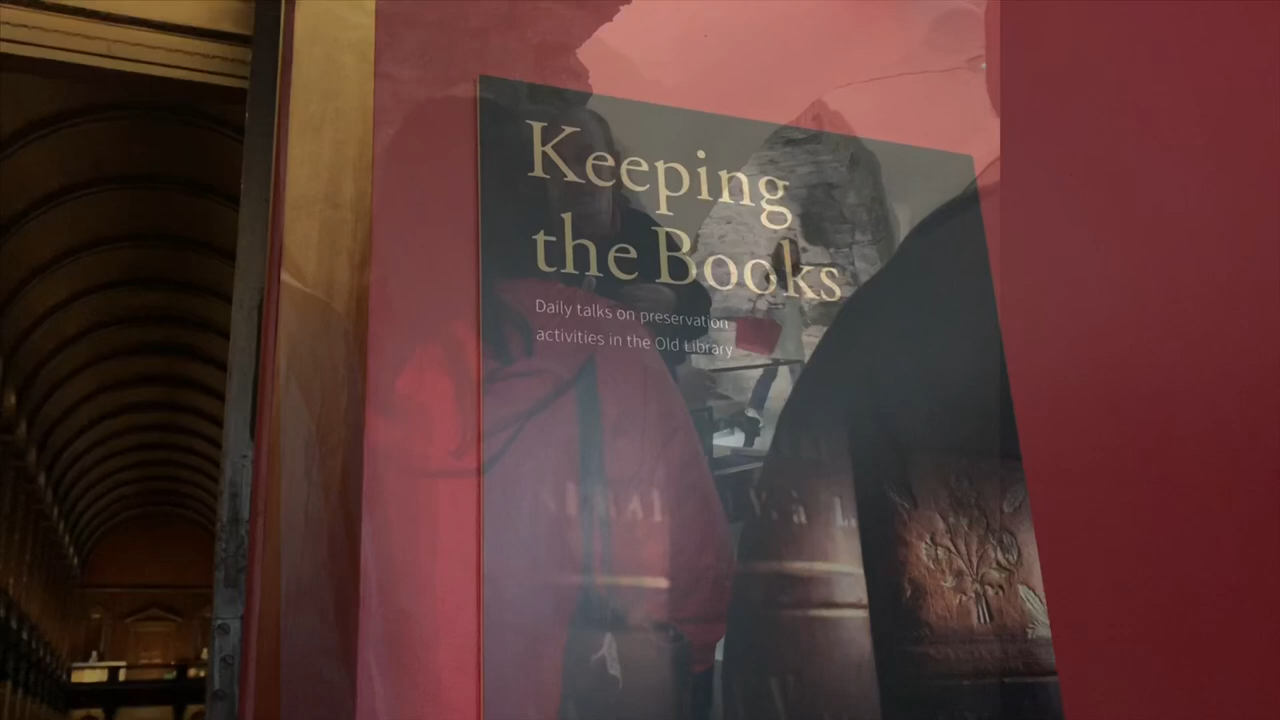 Keeping
the Books
Daily talks on preservation
activities in the Old Library